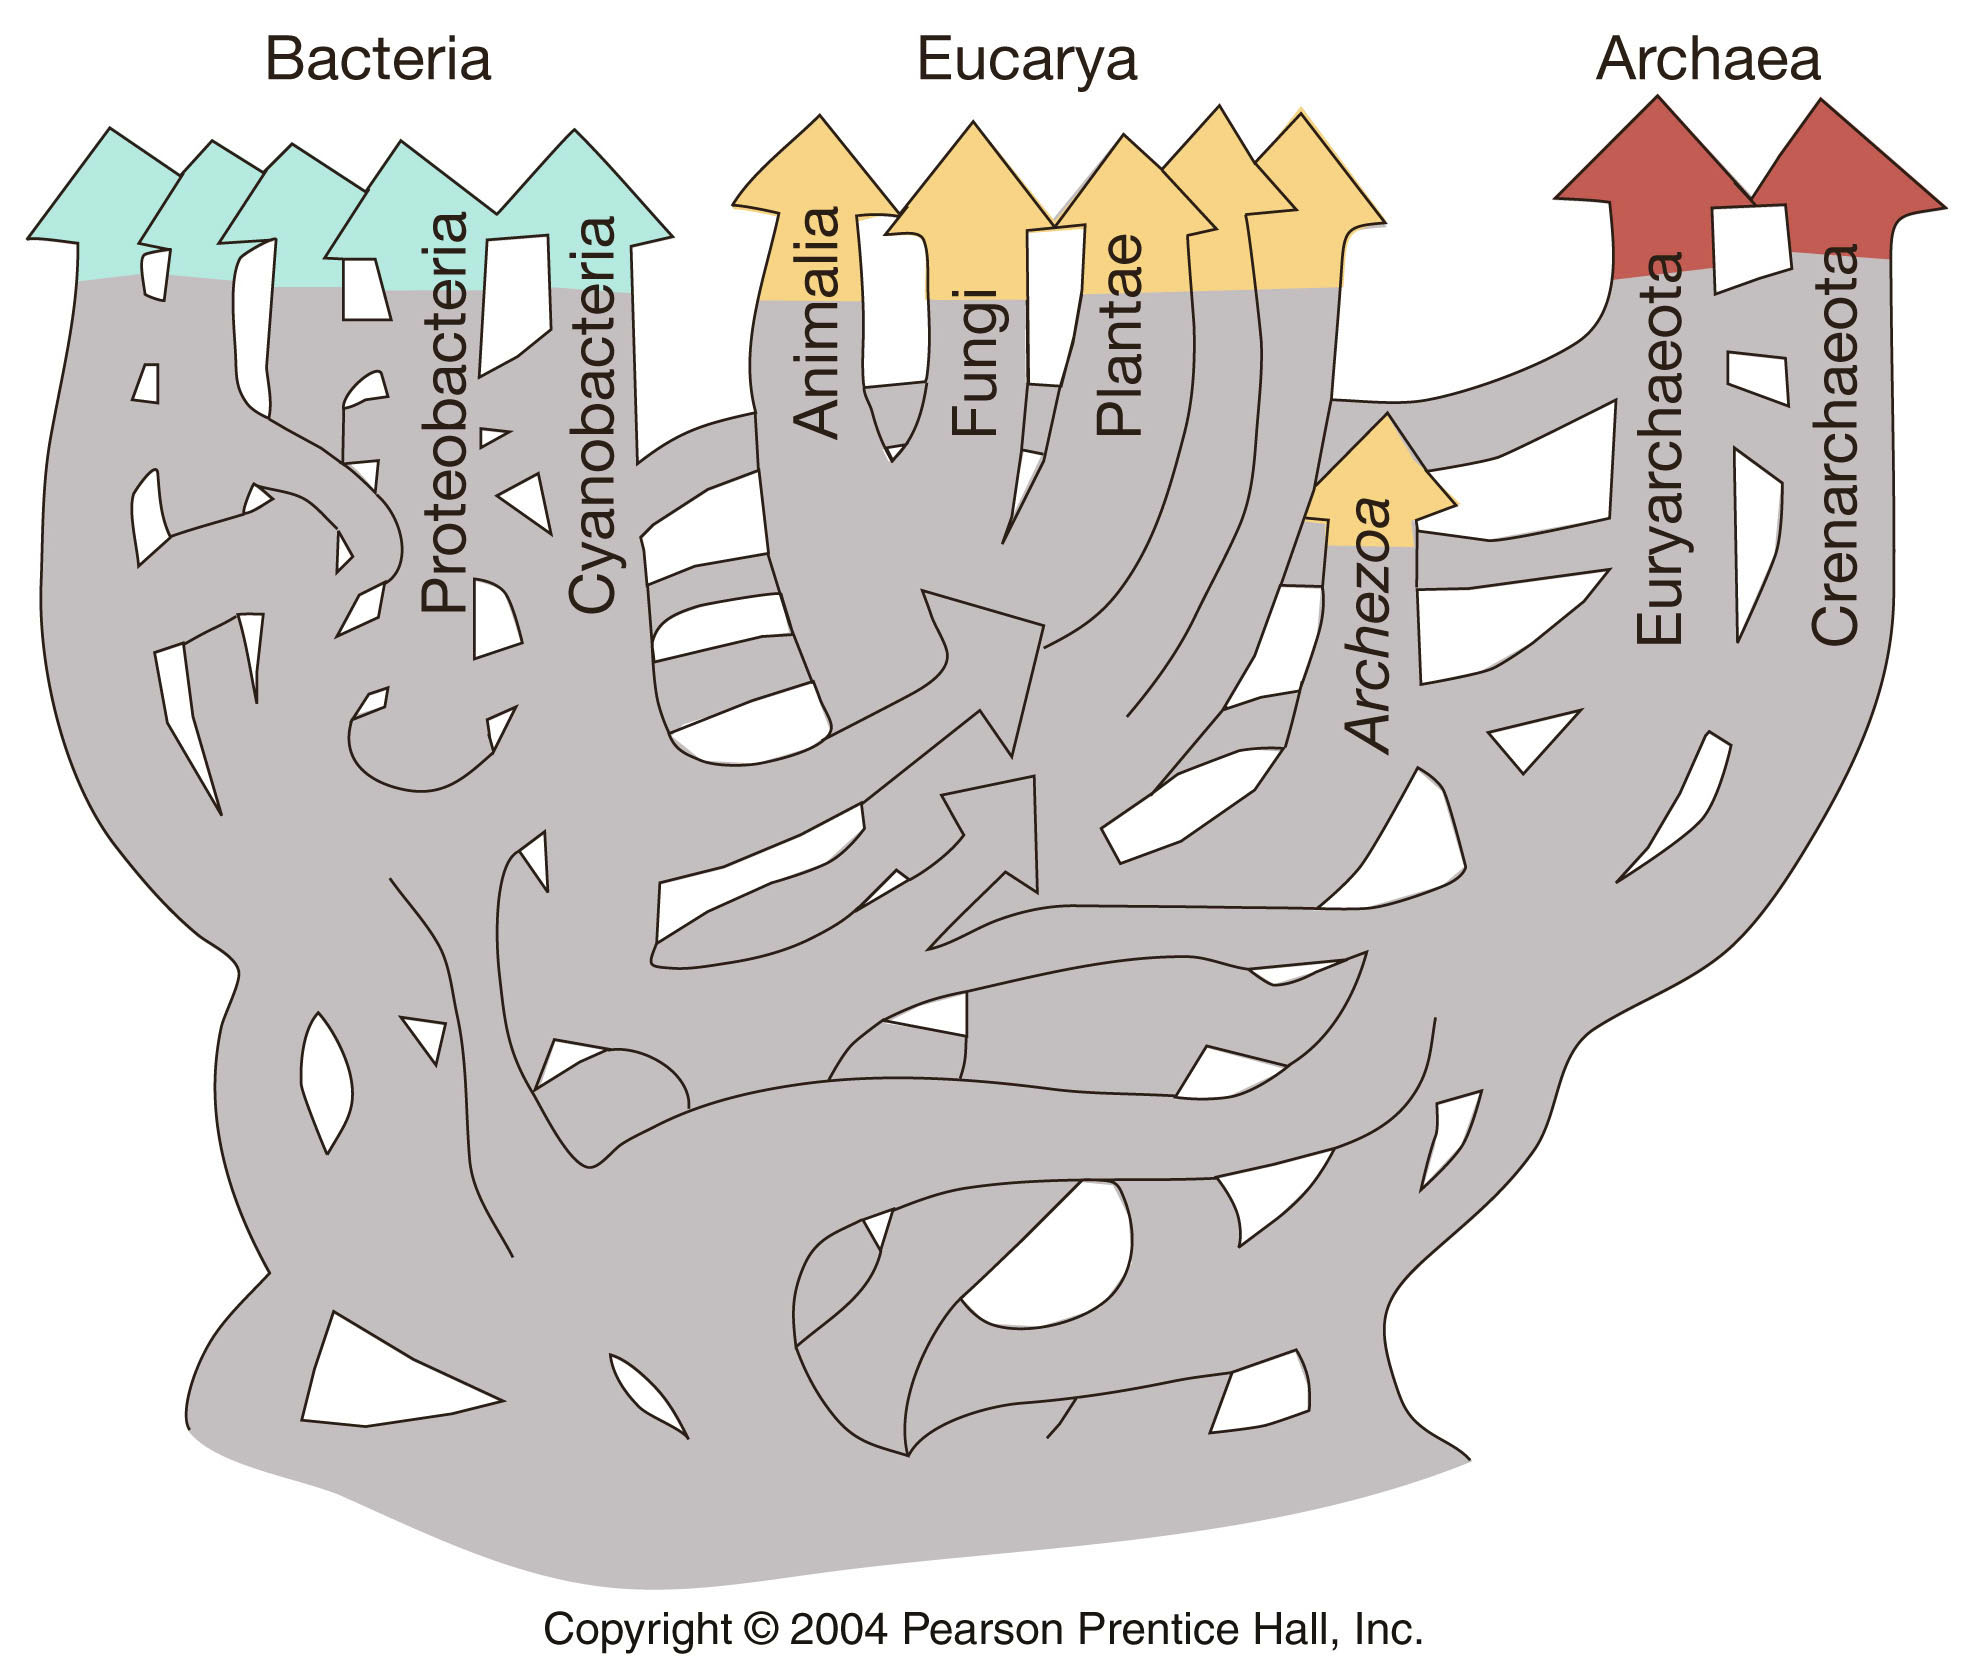 Bacteria
Eucarya
Archaea
Proteobacteria
Cyanobacteria
Animalia
Fungi
Plantae
Archezoa
Euryarchaeota
Crenarchaeota
Copyright © 2004 Pearson Prentice Hall, Inc.